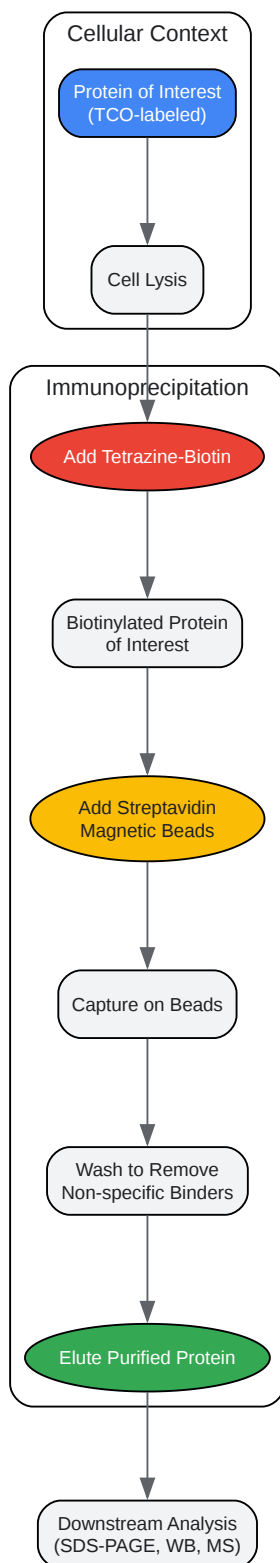 Cellular Context
Protein of Interest
(TCO-labeled)
Cell Lysis
Immunoprecipitation
Add Tetrazine-Biotin
Biotinylated Protein
of Interest
Add Streptavidin
Magnetic Beads
Capture on Beads
Wash to Remove
Non-specific Binders
Elute Purified Protein
Downstream Analysis
(SDS-PAGE, WB, MS)